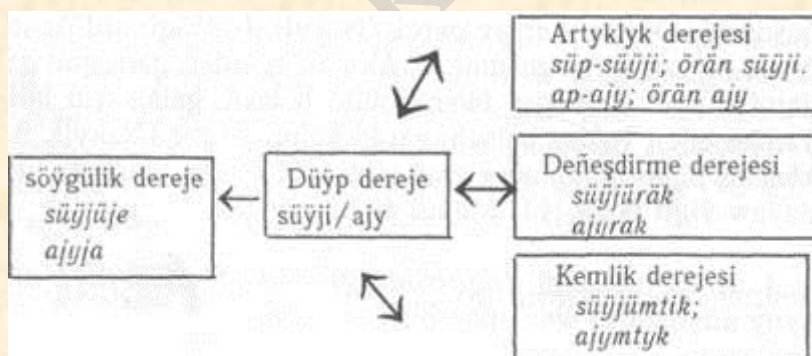 Artyklyk derejesi
süp-süýji; örän süýji.
ap-ajy; örän ajy
söýgülik dereje
süýjüje
ajyja
Düýp dereje
süýji/ajy
Deñeşdirme derejesi
süýjüräk
ajyrak
Kemlik derejesi
süýjümtik;
ajymtyk